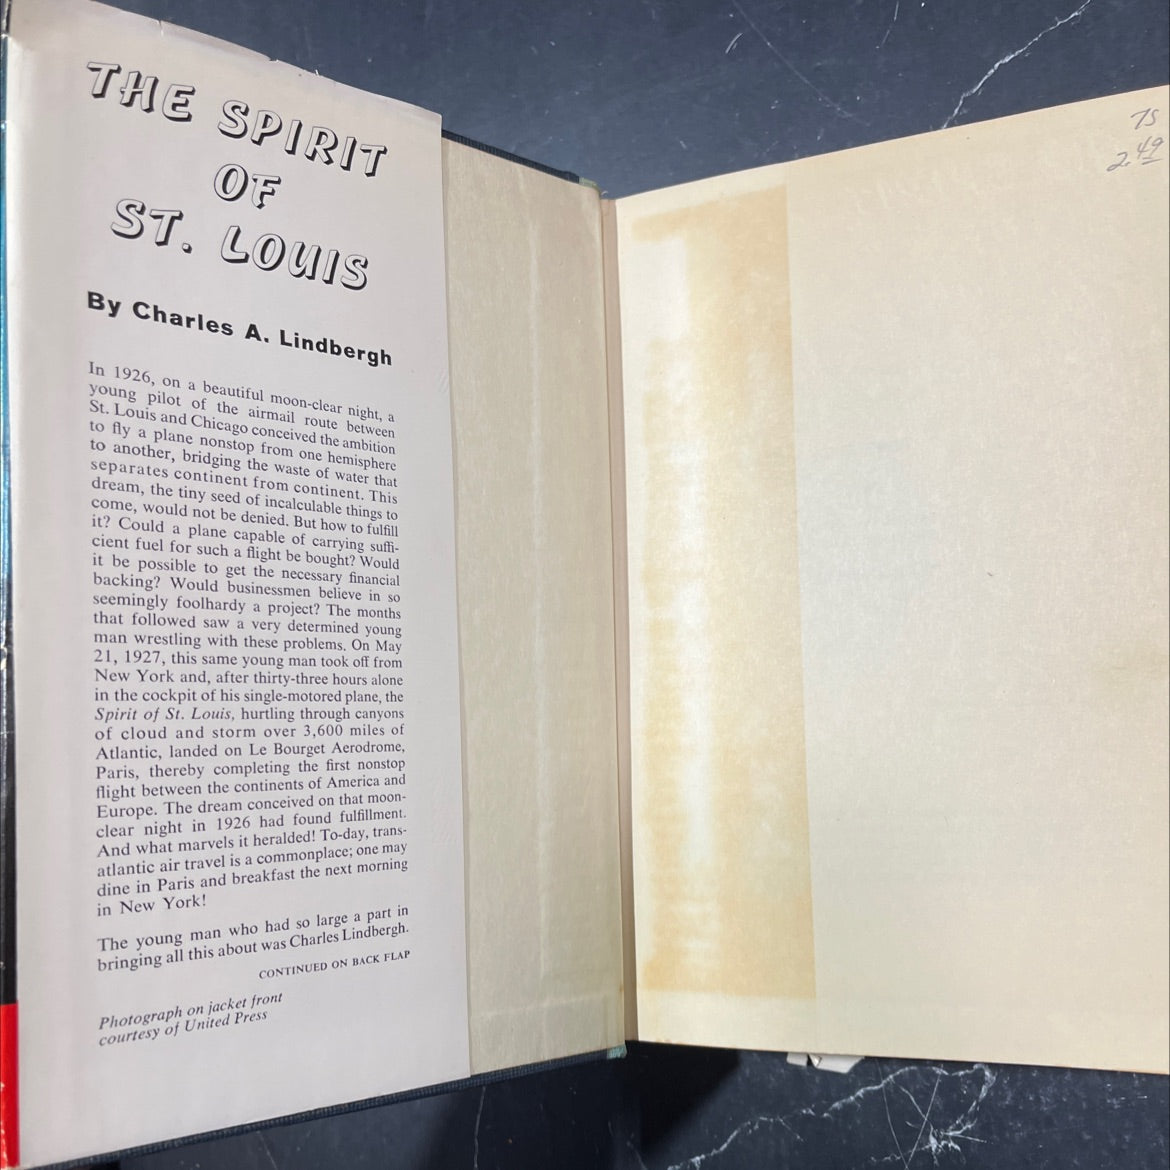 THE SPIRIT
OF
ST. LOUIS
By Charles A. Lindbergh
In 1926, on a beautiful moon-clear night, a
young pilot of the airmail route between
St. Louis and Chicago conceived the ambition
to fly a plane nonstop from one hemisphere
to another, bridging the waste of water that
separates continent from continent. This
dream, the tiny seed of incalculable things to
come, would not be denied. But how to fulfill
it? Could a plane capable of carrying suffi-
cient fuel for such a flight be bought? Would
it be possible to get the necessary financial
backing? Would businessmen believe in so
seemingly foolhardy a project? The months
that followed saw a very determined young
man wrestling with these problems. On May
21, 1927, this same young man took off from
New York and, after thirty-three hours alone
in the cockpit of his single-motored plane, the
Spirit of St. Louis, hurtling through canyons
of cloud and storm over 3,600 miles of
Atlantic, landed on Le Bourget Aerodrome,
Paris, thereby completing the first nonstop
flight between the continents of America and
Europe. The dream conceived on that moon-
clear night in 1926 had found fulfillment.
And what marvels it heralded! To-day, trans-
atlantic air travel is a commonplace; one may
dine in Paris and breakfast the next morning
in New York!
The young man who had so large a part in
bringing all this about was Charles Lindbergh.
CONTINUED ON BACK FLAP
Photograph on jacket front
courtesy of United Press
75
2.49